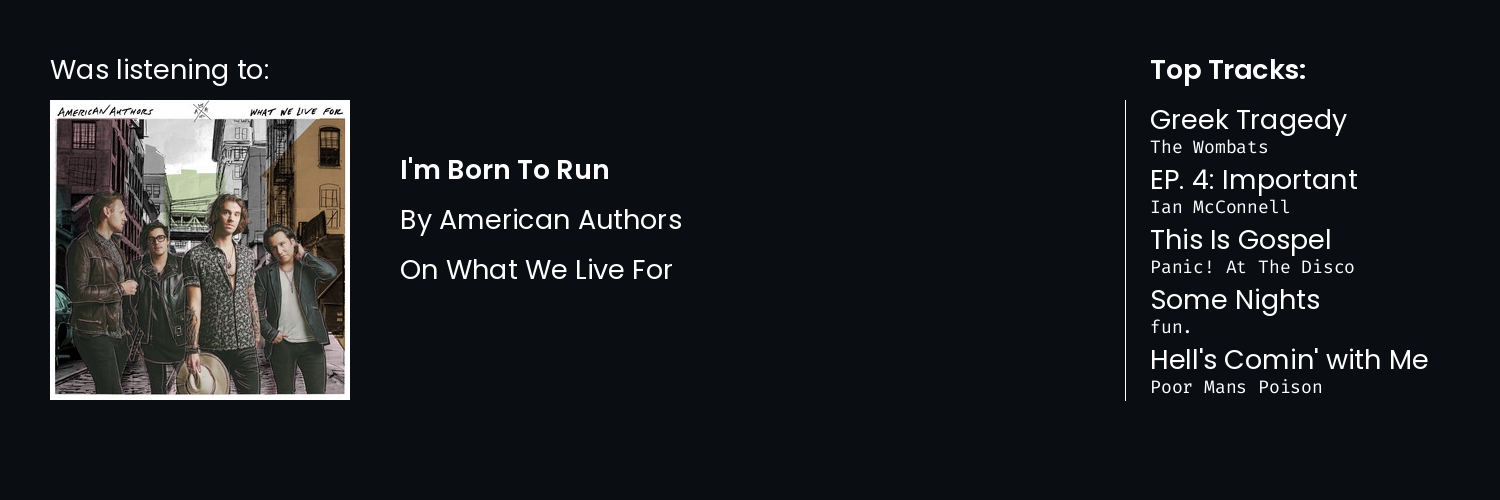 Was listening to:
AMERICAN AUTHORS
WHAT WE LIVE FOR
I'm Born To Run
By American Authors
On What We Live For
Top Tracks:
Greek Tragedy
The Wombats
EP. 4: Important
Ian McConnell
This Is Gospel
Panic! At The Disco
Some Nights
fun.
Hell's Comin' with Me
Poor Mans Poison